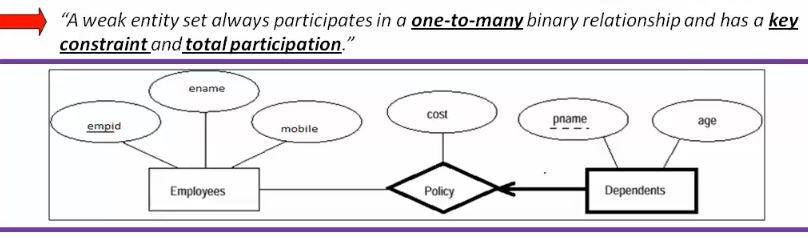 “A weak entity set always participates in a one-to-many binary relationship and has a key
constraint and total participation.”
ename
empid
mobile
cost
pname
age
Employees
Policy
Dependents